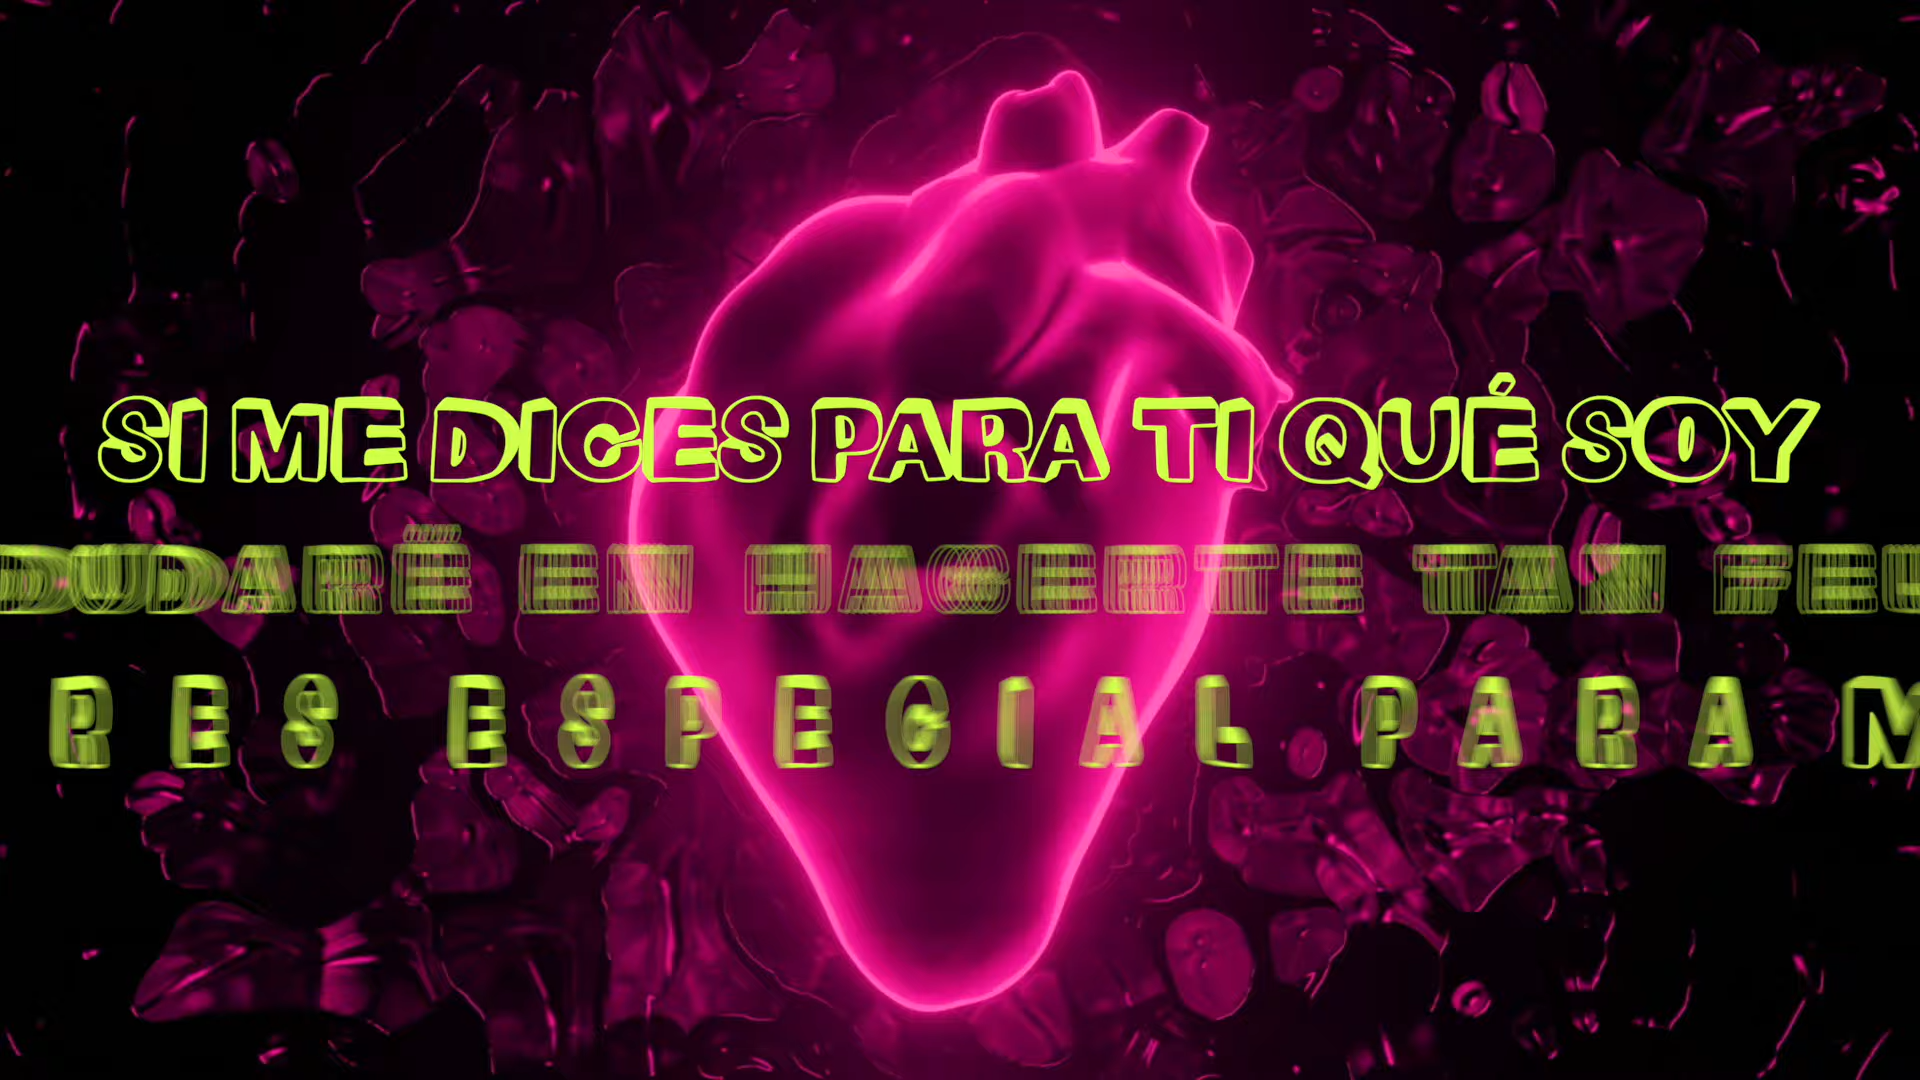 SI ME DICES PARA TI QUÉ SOY
DUDARÉ EN HACERTE TAN FEL
RES ESPECIAL PARA M